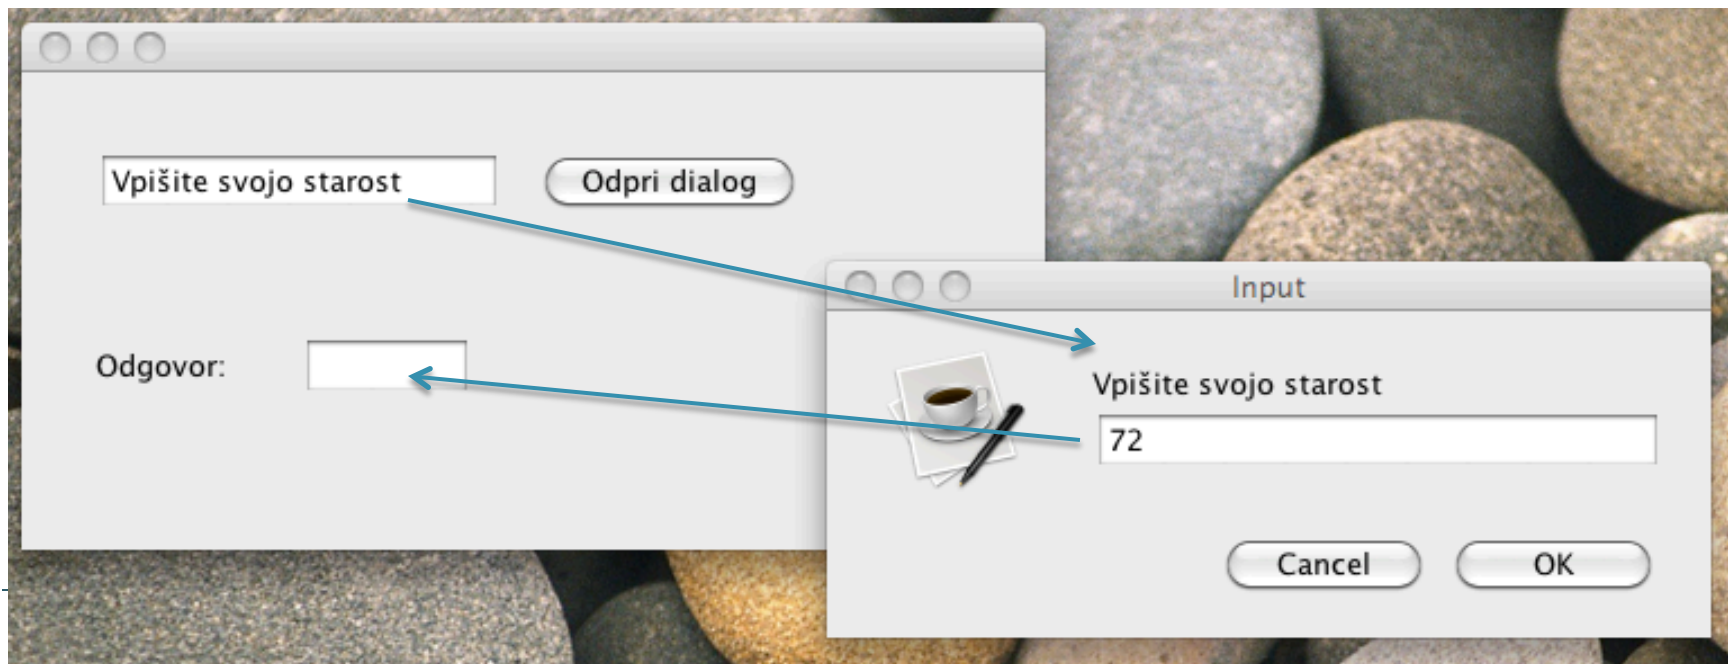 Vpišite svojo starost
Odpri dialog
Odgovor:
Input
Vpišite svojo starost
72
Cancel
OK